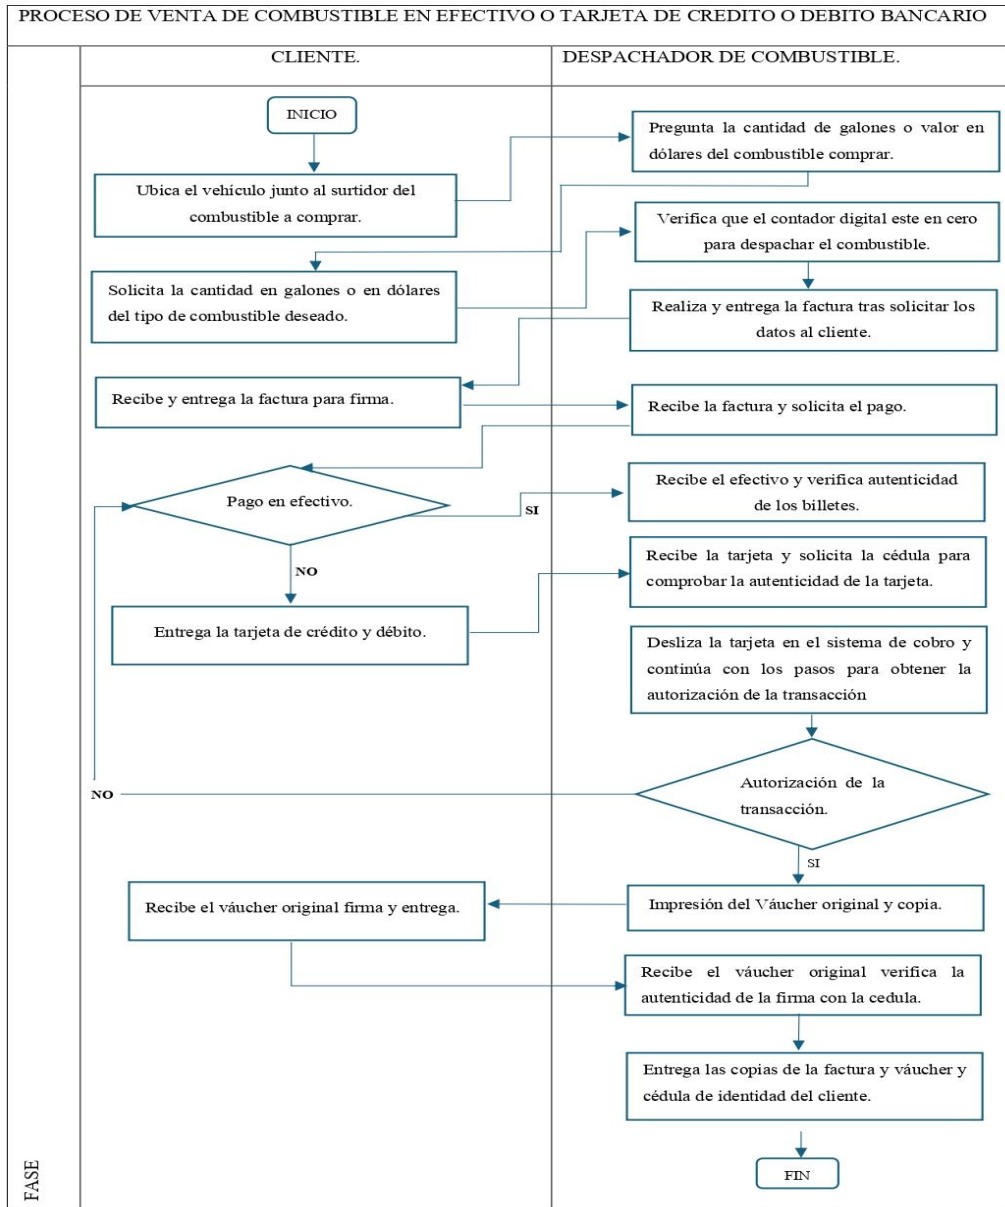 PROCESO DE VENTA DE COMBUSTIBLE EN EFECTIVO O TARJETA DE CREDITO O DEBITO BANCARIO
CLIENTE.
DESPACHADOR DE COMBUSTIBLE.
INICIO
Pregunta la cantidad de galones o valor en
dólares del combustible comprar.
Ubica el vehículo junto al surtidor del
combustible a comprar.
Verifica que el contador digital este en cero
para despachar el combustible.
Solicita la cantidad en galones o en dólares
del tipo de combustible deseado.
Realiza y entrega la factura tras solicitar los
datos al cliente.
Recibe y entrega la factura para firma.
Recibe la factura y solicita el pago.
Pago en efectivo.
SI
Recibe el efectivo y verifica autenticidad
de los billetes.
NO
Recibe la tarjeta y solicita la cédula para
comprobar la autenticidad de la tarjeta.
Entrega la tarjeta de crédito y débito.
Desliza la tarjeta en el sistema de cobro y
continúa con los pasos para obtener la
autorización de la transacción
NO
Autorización de la
transacción.
SI
Recibe el váucher original firma y entrega.
Impresión del Váucher original y copia.
Recibe el váucher original verifica la
autenticidad de la firma con la cedula.
Entrega las copias de la factura y váucher y
cédula de identidad del cliente.
FIN
FASE